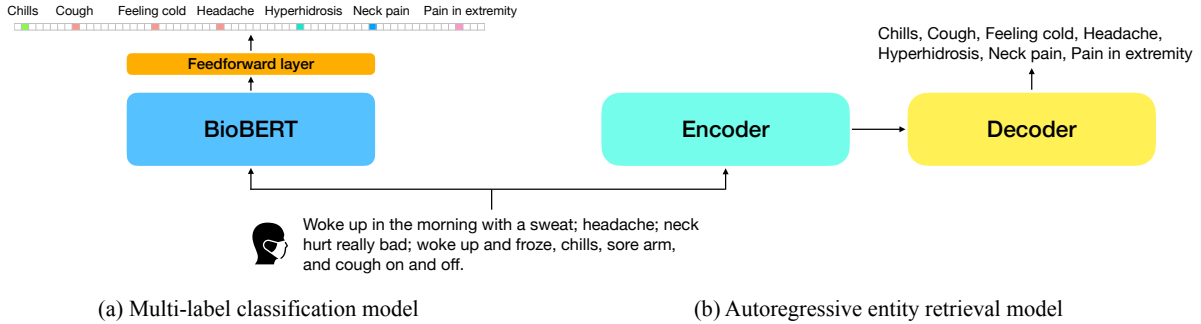 Chills Cough Feeling cold Headache Hyperhidrosis Neck pain Pain in extremity
Feedforward layer
BioBERT
Chills, Cough, Feeling cold, Headache,
Hyperhidrosis, Neck pain, Pain in extremity
Encoder
Decoder
Woke up in the morning with a sweat; headache; neck
hurt really bad; woke up and froze, chills, sore arm,
and cough on and off.
(a) Multi-label classification model
(b) Autoregressive entity retrieval model